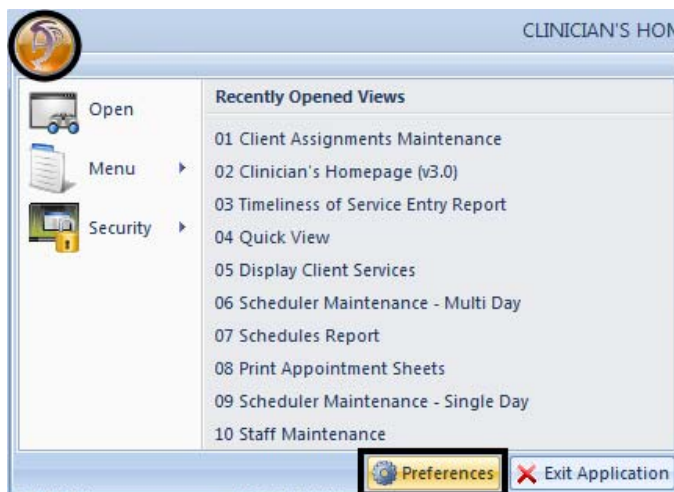 CLINICIAN'S HOM
Open
Menu
Security
Recently Opened Views
01 Client Assignments Maintenance
02 Clinician's Homepage (v3.0)
03 Timeliness of Service Entry Report
04 Quick View
05 Display Client Services
06 Scheduler Maintenance - Multi Day
07 Schedules Report
08 Print Appointment Sheets
09 Scheduler Maintenance - Single Day
10 Staff Maintenance
Preferences
Exit Application